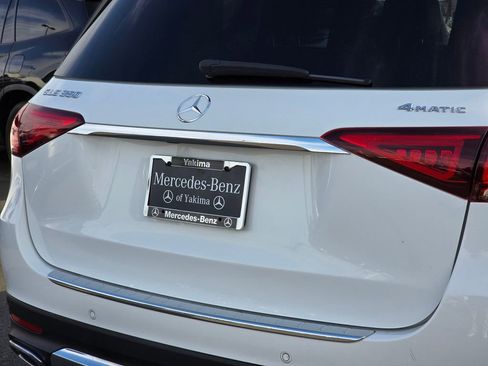 GLE 350
4MATIC
Yakima
Mercedes-Benz
of Yakima
Mercedes-Benz